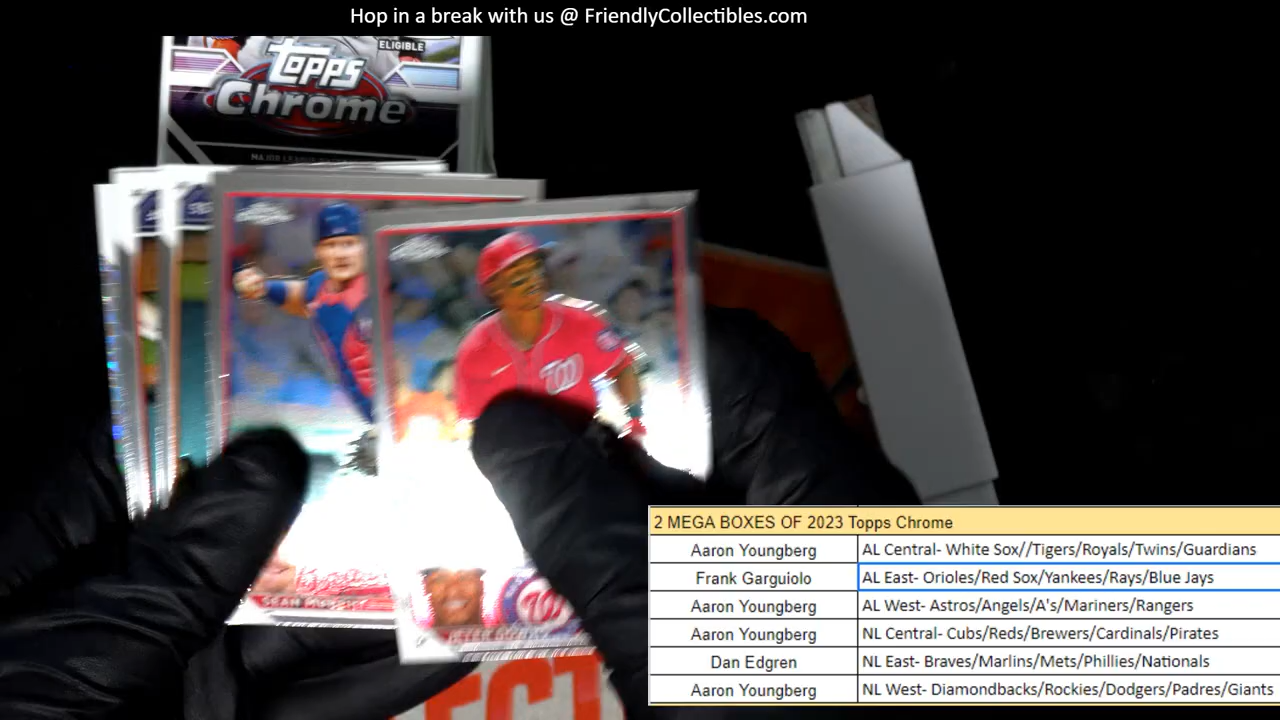 Hop in a break with us @ FriendlyCollectibles.com
ELIGIBLE
Topps
Chrome
W
2 MEGA BOXES OF 2023 Topps Chrome
Aaron Youngberg AL Central- White Sox//Tigers/Royals/Twins/Guardians
Frank Garguiolo AL East- Orioles/Red Sox/Yankees/Rays/Blue Jays
Aaron Youngberg AL West- Astros/Angels/A's/Mariners/Rangers
Aaron Youngberg NL Central- Cubs/Reds/Brewers/Cardinals/Pirates
Dan Edgren NL East- Braves/Marlins/Mets/Phillies/Nationals
Aaron Youngberg NL West- Diamondbacks/Rockies/Dodgers/Padres/Giants